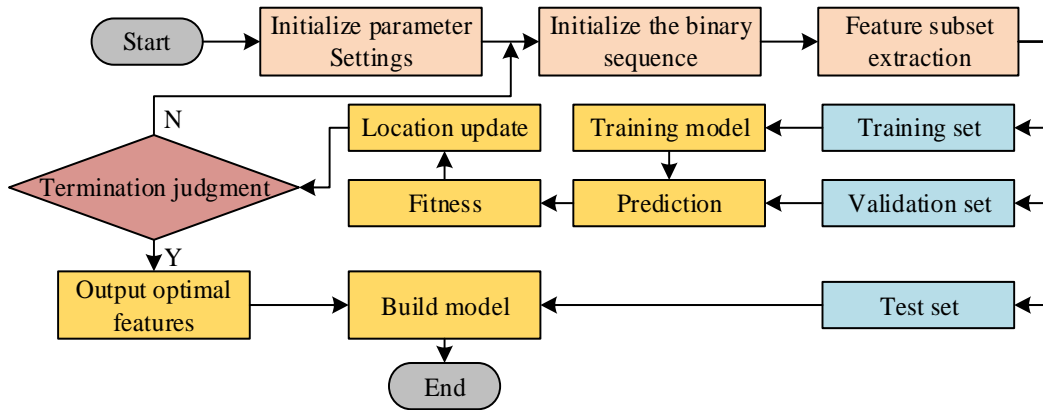 Start
Initialize parameter
Settings
Initialize the binary
sequence
Feature subset
extraction
N
Location update
Training model
Training set
Termination judgment
Fitness
Prediction
Validation set
Y
Output optimal
features
Build model
Test set
End